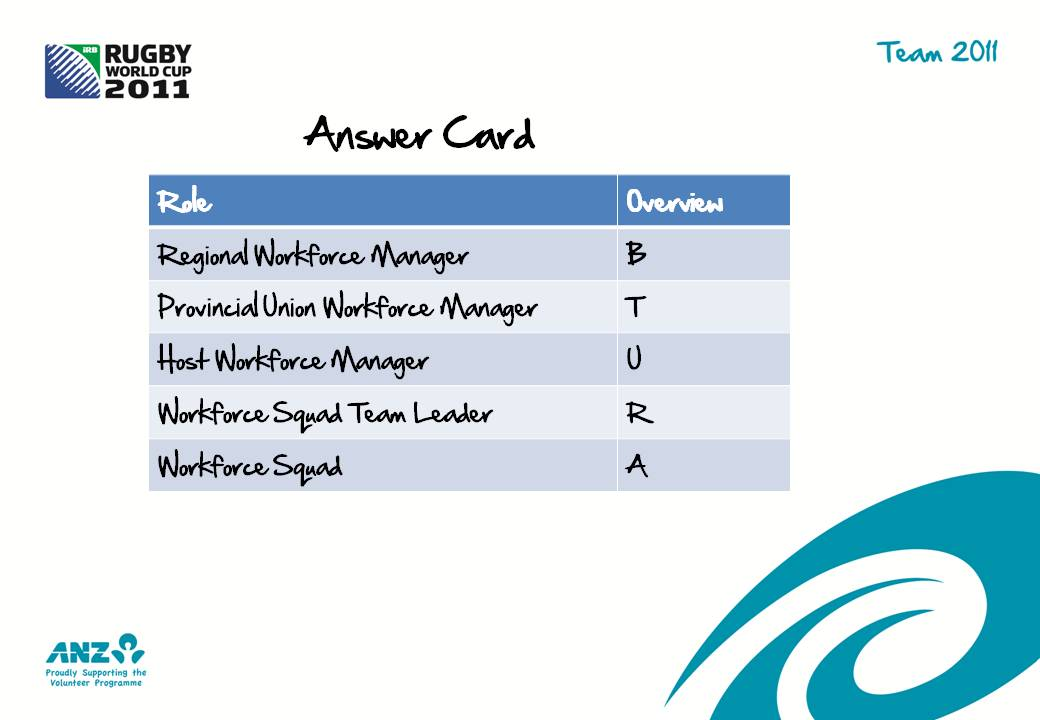 iRB
RUGBY
WORLD CUP
2011
Team 2011
Answer Card
Role Overview
Regional Workforce Manager B
Provincial Union Workforce Manager T
Host Workforce Manager U
Workforce Squad Team Leader R
Workforce Squad A
ANZ
Proudly Supporting the
Volunteer Programme